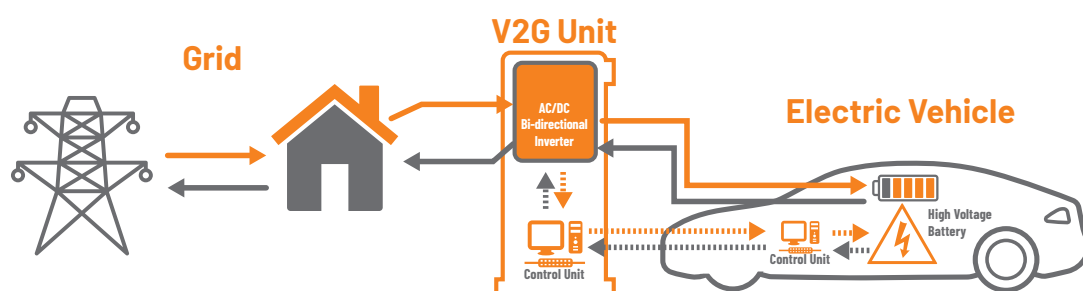 Grid
V2G Unit
AC/DC
Bi-directional
Inverter
Control Unit
Electric Vehicle
High Voltage
Battery
Control Unit